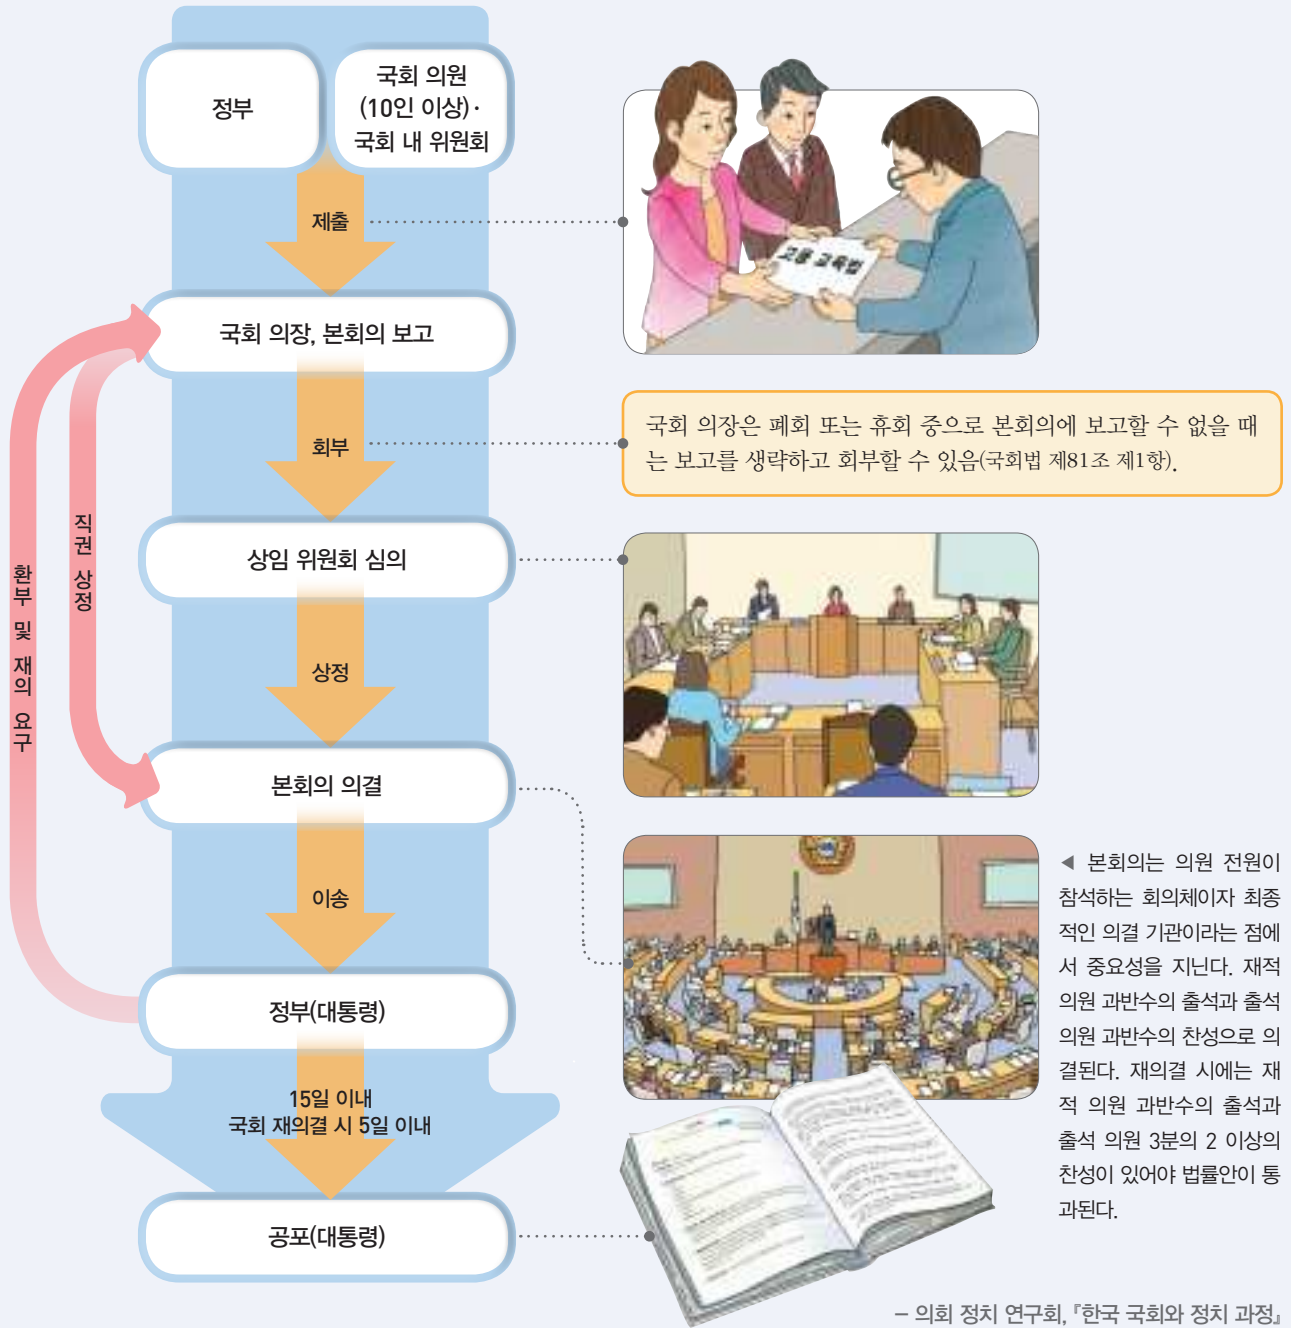 정부
국회 의원
(10인 이상)·
국회 내 위원회
제출
고등 교육법
국회 의장, 본회의 보고
회부
국회 의장은 폐회 또는 휴회 중으로 본회의에 보고할 수 없을 때
는 보고를 생략하고 회부할 수 있음(국회법 제81조 제1항).
직권 상정
환부 및 재의 요구
상임 위원회 심의
상정
본회의 의결
이송
◀ 본회의는 의원 전원이
참석하는 회의체이자 최종
적인 의결 기관이라는 점에
서 중요성을 지닌다. 재적
의원 과반수의 출석과 출석
의원 과반수의 찬성으로 의
결된다. 재의결 시에는 재
적 의원 과반수의 출석과
출석 의원 3분의 2 이상의
찬성이 있어야 법률안이 통
과된다.
정부(대통령)
15일 이내
국회 재의결 시 5일 이내
공포(대통령)
– 의회 정치 연구회, 『한국 국회와 정치 과정』